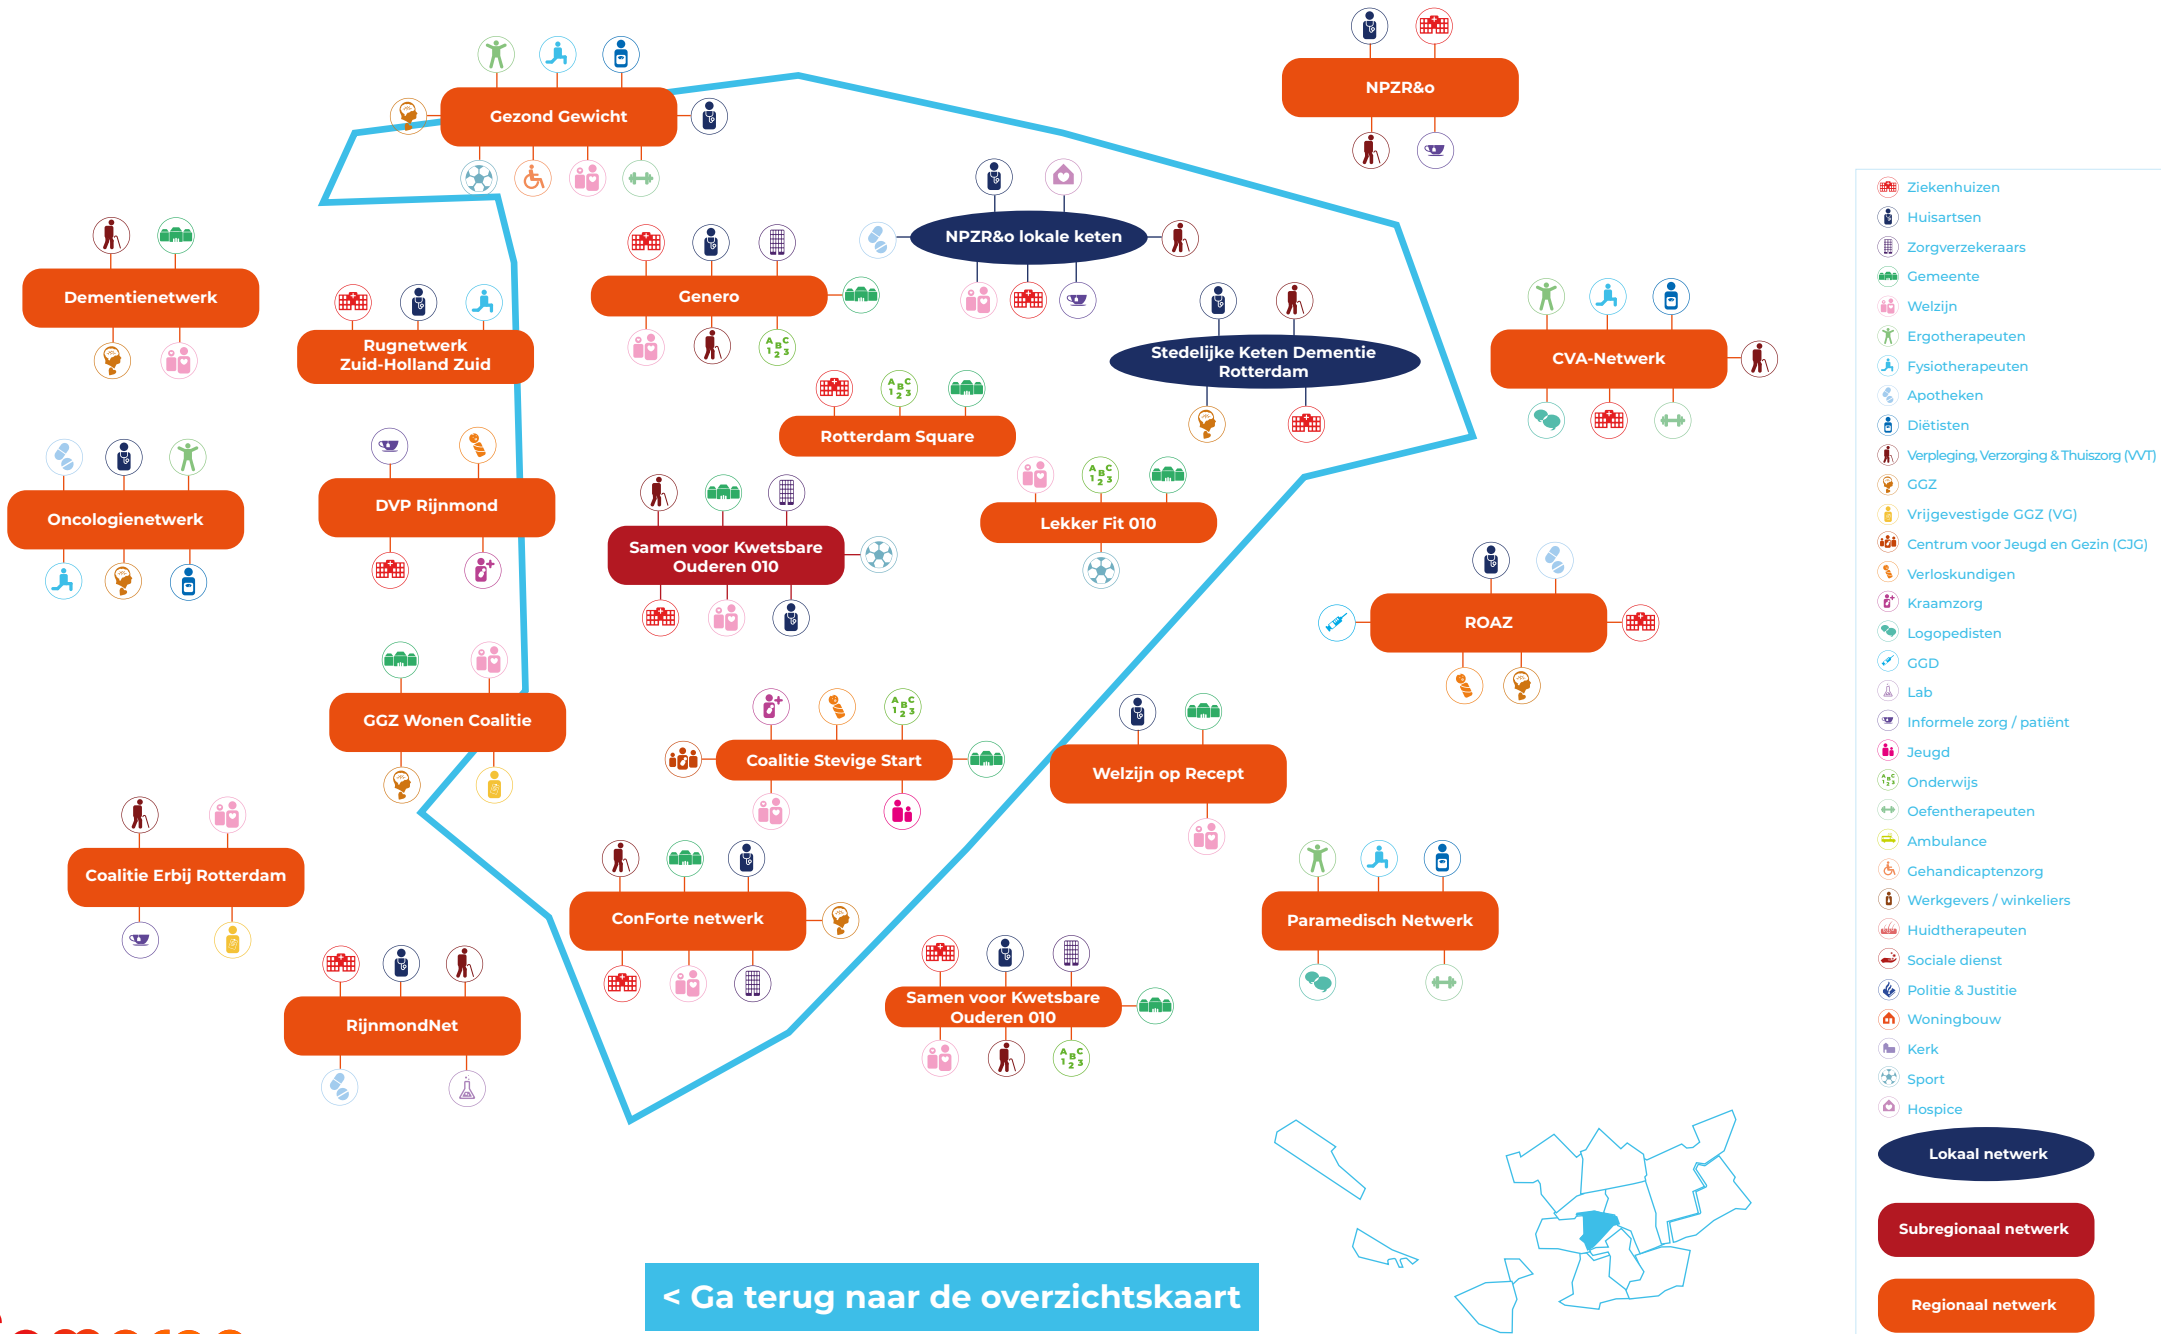 NPZR&o
Gezond Gewicht
NPZR&o lokale keten
Dementienetwerk
Genero
Rugnetwerk
Zuid-Holland Zuid
Stedelijke Keten Dementie
Rotterdam
CVA-Netwerk
Rotterdam Square
Oncologienetwerk
DVP Rijnmond
Samen voor Kwetsbare
Ouderen 010
Lekker Fit 010
ROAZ
GGZ Wonen Coalitie
Coalitie Stevige Start
Welzijn op Recept
Coalitie Erbij Rotterdam
ConForte netwerk
Paramedisch Netwerk
RijnmondNet
Samen voor Kwetsbare
Ouderen 010
< Ga terug naar de overzichtskaart
Ziekenhuizen
Huisartsen
Zorgverzekeraars
Gemeente
Welzijn
Ergotherapeuten
Fysiotherapeuten
Apotheken
Diëtisten
Verpleging, Verzorging & Thuiszorg (VVT)
GGZ
Vrijgevestigde GGZ (VG)
Centrum voor Jeugd en Gezin (CJG)
Verloskundigen
Kraamzorg
Logopedisten
GGD
Lab
Informele zorg / patiënt
Jeugd
Onderwijs
Oefentherapeuten
Ambulance
Gehandicaptenzorg
Werkgevers / winkeliers
Huidtherapeuten
Sociale dienst
Politie & Justitie
Woningbouw
Kerk
Sport
Hospice
Lokaal netwerk
Subregionaal netwerk
Regionaal netwerk